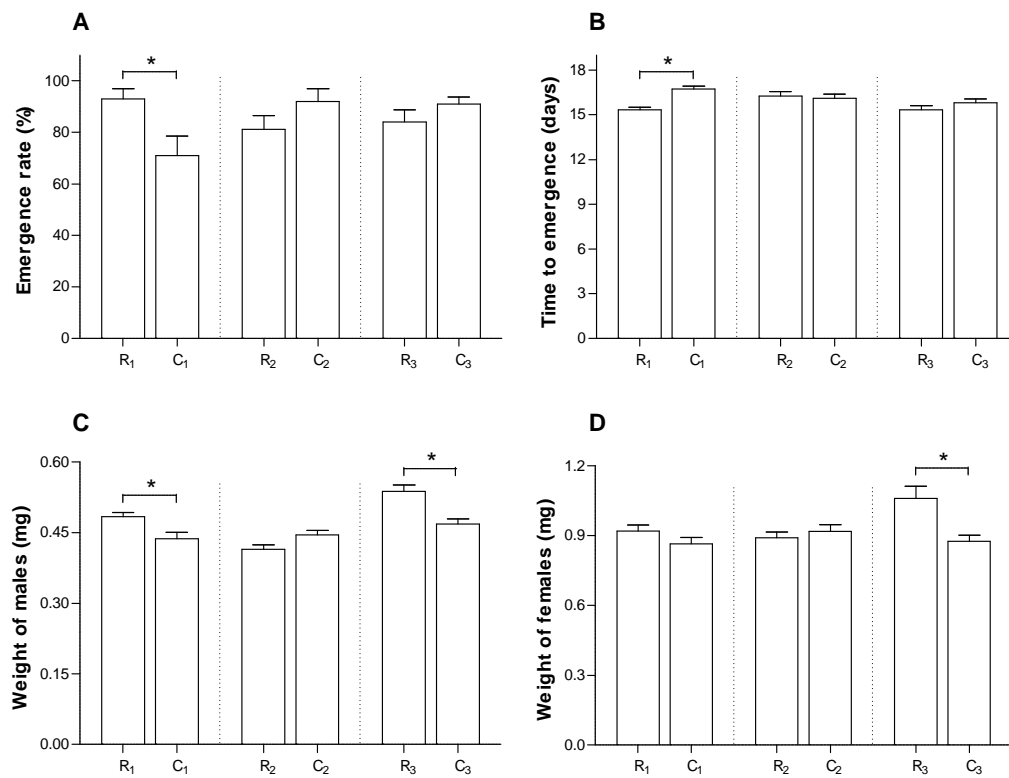 A
Emergence rate (%)
100
80
60
40
20
0
*
R₁ C₁ R₂ C₂ R₃ C₃
B
Time to emergence (days)
18
15
12
9
6
3
0
*
R₁ C₁ R₂ C₂ R₃ C₃
C
Weight of males (mg)
0.60
0.45
0.30
0.15
0.00
* *
R₁ C₁ R₂ C₂ R₃ C₃
D
Weight of females (mg)
1.2
0.9
0.6
0.3
0.0
*
R₁ C₁ R₂ C₂ R₃ C₃